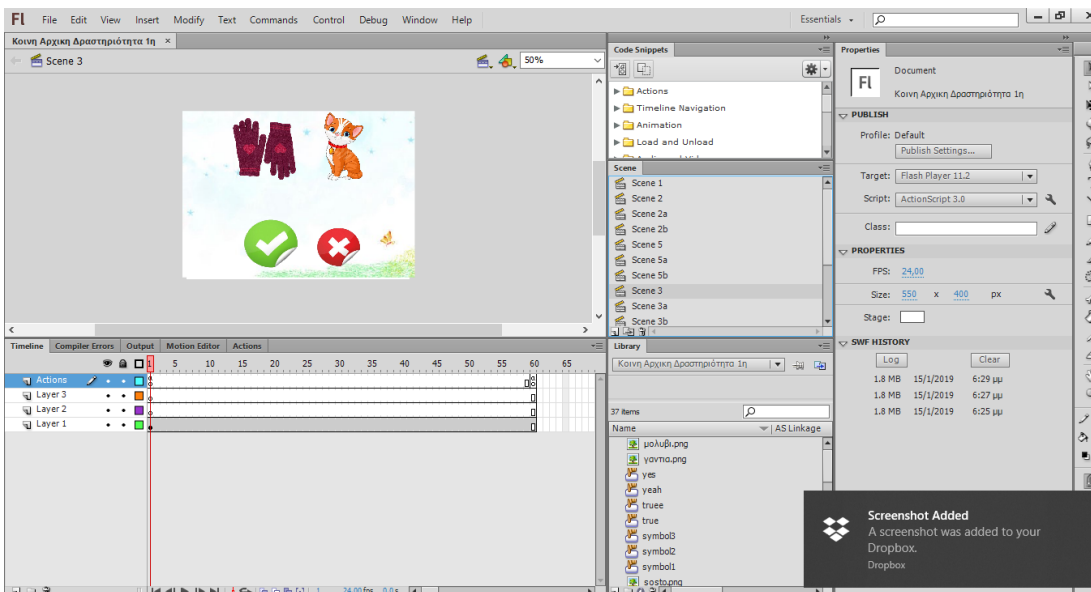 Fl File Edit View Insert Modify Text Commands Control Debug Window Help Essentials
Κοινη Αρχικη Δραστηριότητα 1η ×
Scene 3 50%
Code Snippets
Actions
Timeline Navigation
Animation
Load and Unload
Scene
Scene 1
Scene 2
Scene 2a
Scene 2b
Scene 5
Scene 5a
Scene 5b
Scene 3
Scene 3a
Scene 3b
Timeline Compiler Errors Output Motion Editor Actions
1 5 10 15 20 25 30 35 40 45 50 55 60 65
Actions
Layer 3
Layer 2
Layer 1
1 24,00 fps 0,0 s
Library
Κοινη Αρχικη Δραστηριότητα 1η
37 items
Name AS Linkage
μολυβι.png
γαντια.png
yes
yeah
truee
true
symbol3
symbol2
symbol1
sosto.png
Properties
Fl
Document
Κοινη Αρχικη Δραστηριότητα 1η
PUBLISH
Profile: Default
Publish Settings...
Target: Flash Player 11.2
Script: ActionScript 3.0
Class:
PROPERTIES
FPS: 24,00
Size: 550 x 400 px
Stage:
SWF HISTORY
Log Clear
1.8 MB 15/1/2019 6:29 μμ
1.8 MB 15/1/2019 6:27 μμ
1.8 MB 15/1/2019 6:25 μμ
Screenshot Added
A screenshot was added to your
Dropbox.
Dropbox